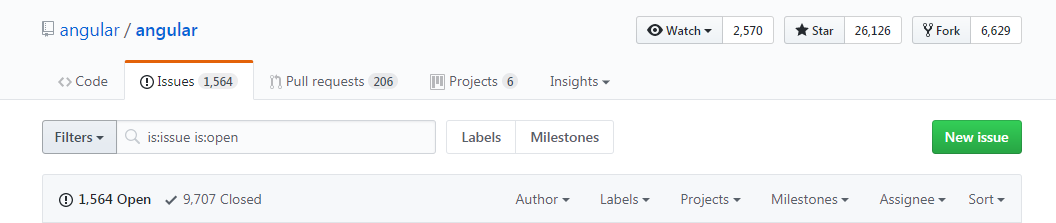 angular / angular Watch 2,570 Star 26,126 Fork 6,629
Code Issues 1,564 Pull requests 206 Projects 6 Insights
Filters is:issue is:open Labels Milestones New issue
1,564 Open 9,707 Closed Author Labels Projects Milestones Assignee Sort